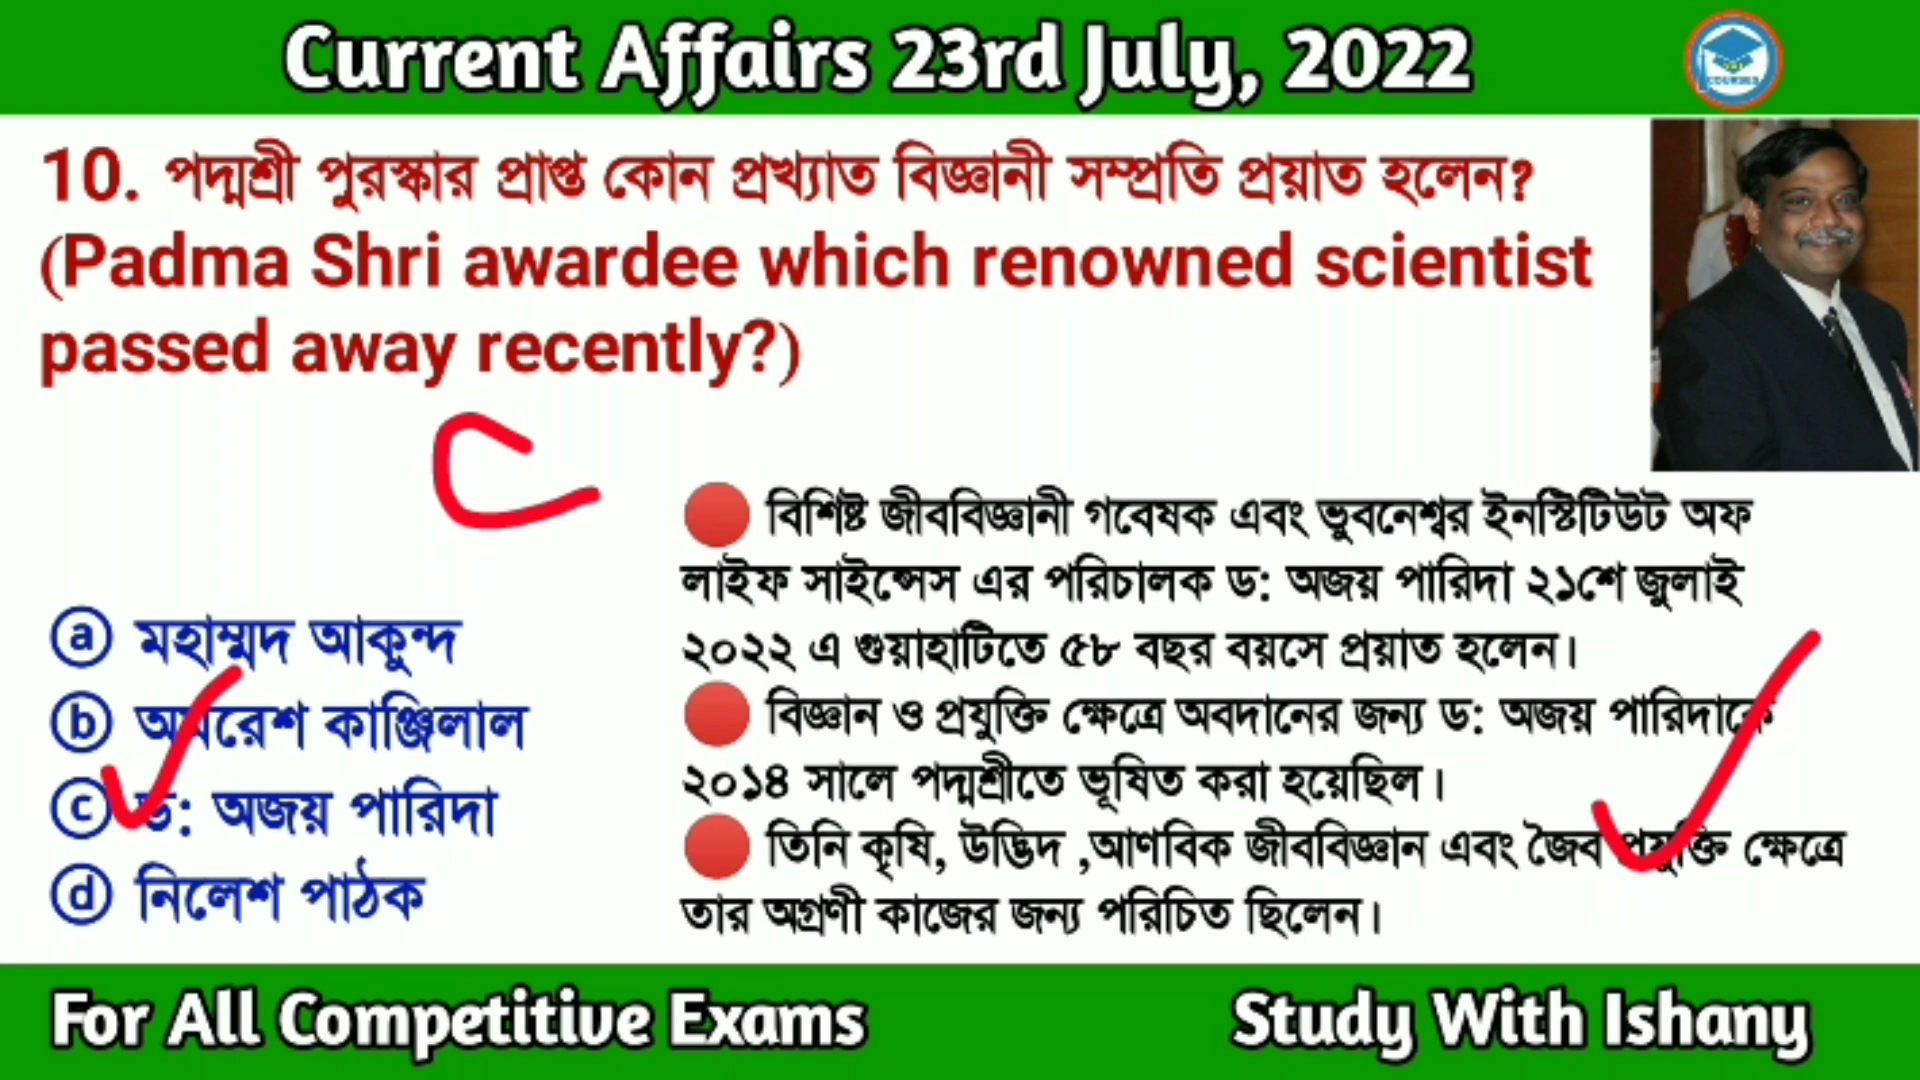 Current Affairs 23rd July, 2022
COURSES
10. পদ্মশ্রী পুরস্কার প্রাপ্ত কোন প্রখ্যাত বিজ্ঞানী সম্প্রতি প্রয়াত হলেন?
(Padma Shri awardee which renowned scientist
passed away recently?)
C
ⓐ মহাম্মদ আকুন্দ
ⓑ অমরেশ কাঞ্জিলাল
ⓒ ড: অজয় পারিদা
ⓓ নিলেশ পাঠক
🔴 বিশিষ্ট জীববিজ্ঞানী গবেষক এবং ভুবনেশ্বর ইনস্টিটিউট অফ
লাইফ সাইন্সেস এর পরিচালক ড: অজয় পারিদা ২১শে জুলাই
২০২২ এ গুয়াহাটিতে ৫৮ বছর বয়সে প্রয়াত হলেন।
🔴 বিজ্ঞান ও প্রযুক্তি ক্ষেত্রে অবদানের জন্য ড: অজয় পারিদাকে
২০১৪ সালে পদ্মশ্রীতে ভূষিত করা হয়েছিল।
🔴 তিনি কৃষি, উদ্ভিদ ,আণবিক জীববিজ্ঞান এবং জৈব প্রযুক্তি ক্ষেত্রে
তার অগ্রণী কাজের জন্য পরিচিত ছিলেন।
For All Competitive Exams
Study With Ishany